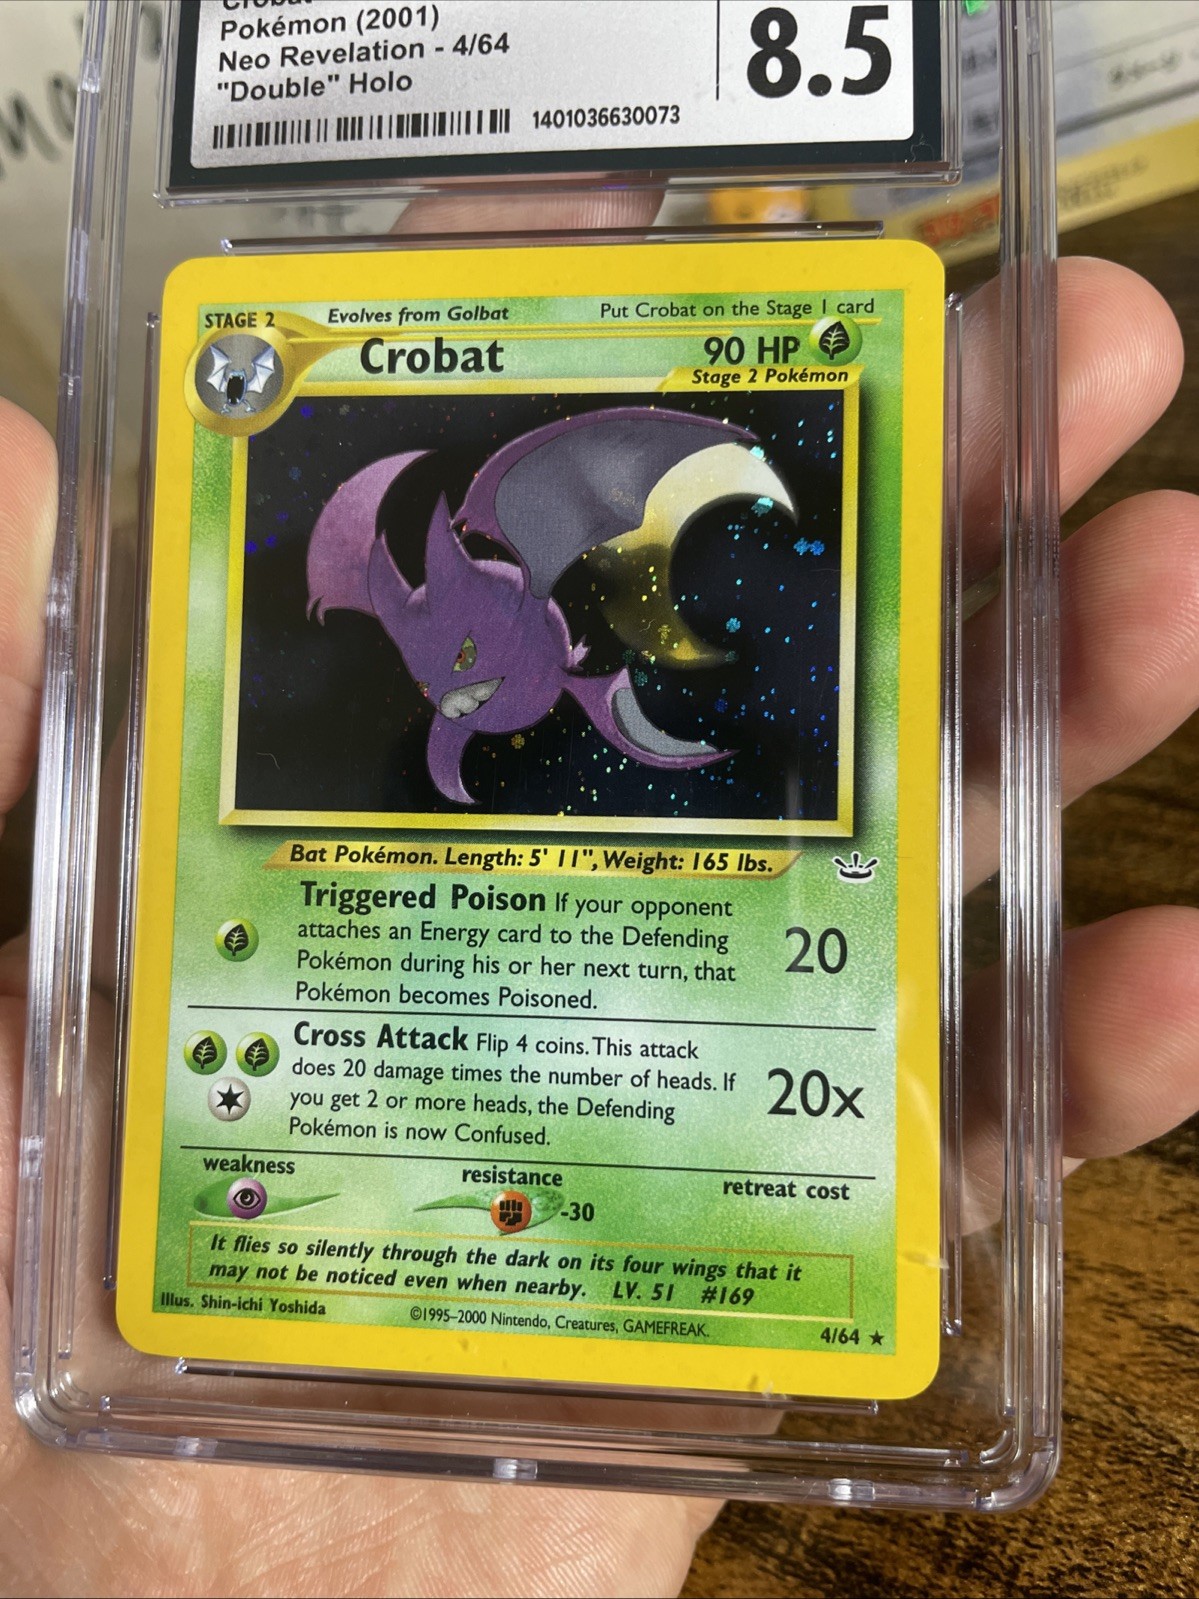 Crobat
Pokémon (2001)
Neo Revelation - 4/64
"Double" Holo
8.5
1401036630073
STAGE 2
Evolves from Golbat
Put Crobat on the Stage 1 card
Crobat
90 HP
Stage 2 Pokémon
Bat Pokémon. Length: 5' 11", Weight: 165 lbs.
Triggered Poison If your opponent
attaches an Energy card to the Defending
Pokémon during his or her next turn, that
Pokémon becomes Poisoned.
20
Cross Attack Flip 4 coins. This attack
does 20 damage times the number of heads. If
you get 2 or more heads, the Defending
Pokémon is now Confused.
20x
weakness
resistance
-30
retreat cost
It flies so silently through the dark on its four wings that it
may not be noticed even when nearby. LV. 51 #169
Illus. Shin-ichi Yoshida
©1995–2000 Nintendo, Creatures, GAMEFREAK.
4/64 ★